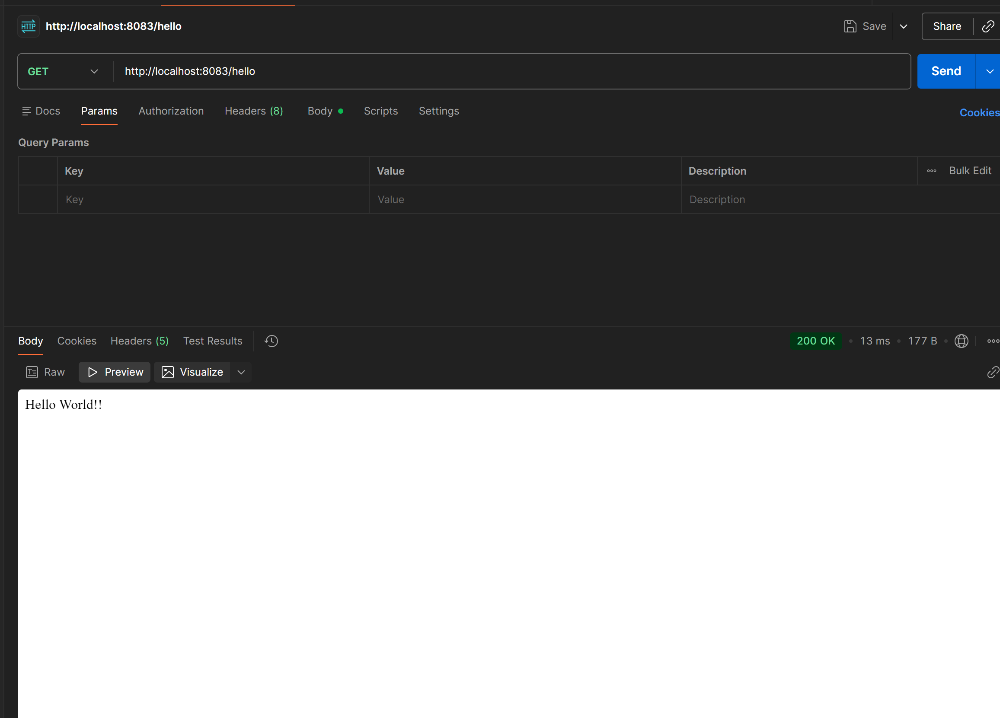 HTTP http://localhost:8083/hello Save Share
GET http://localhost:8083/hello Send
Docs Params Authorization Headers (8) Body Scripts Settings Cookies
Query Params
Key Value Description Bulk Edit
Key Value Description
Body Cookies Headers (5) Test Results 200 OK 13 ms 177 B
Raw Preview Visualize
Hello World!!